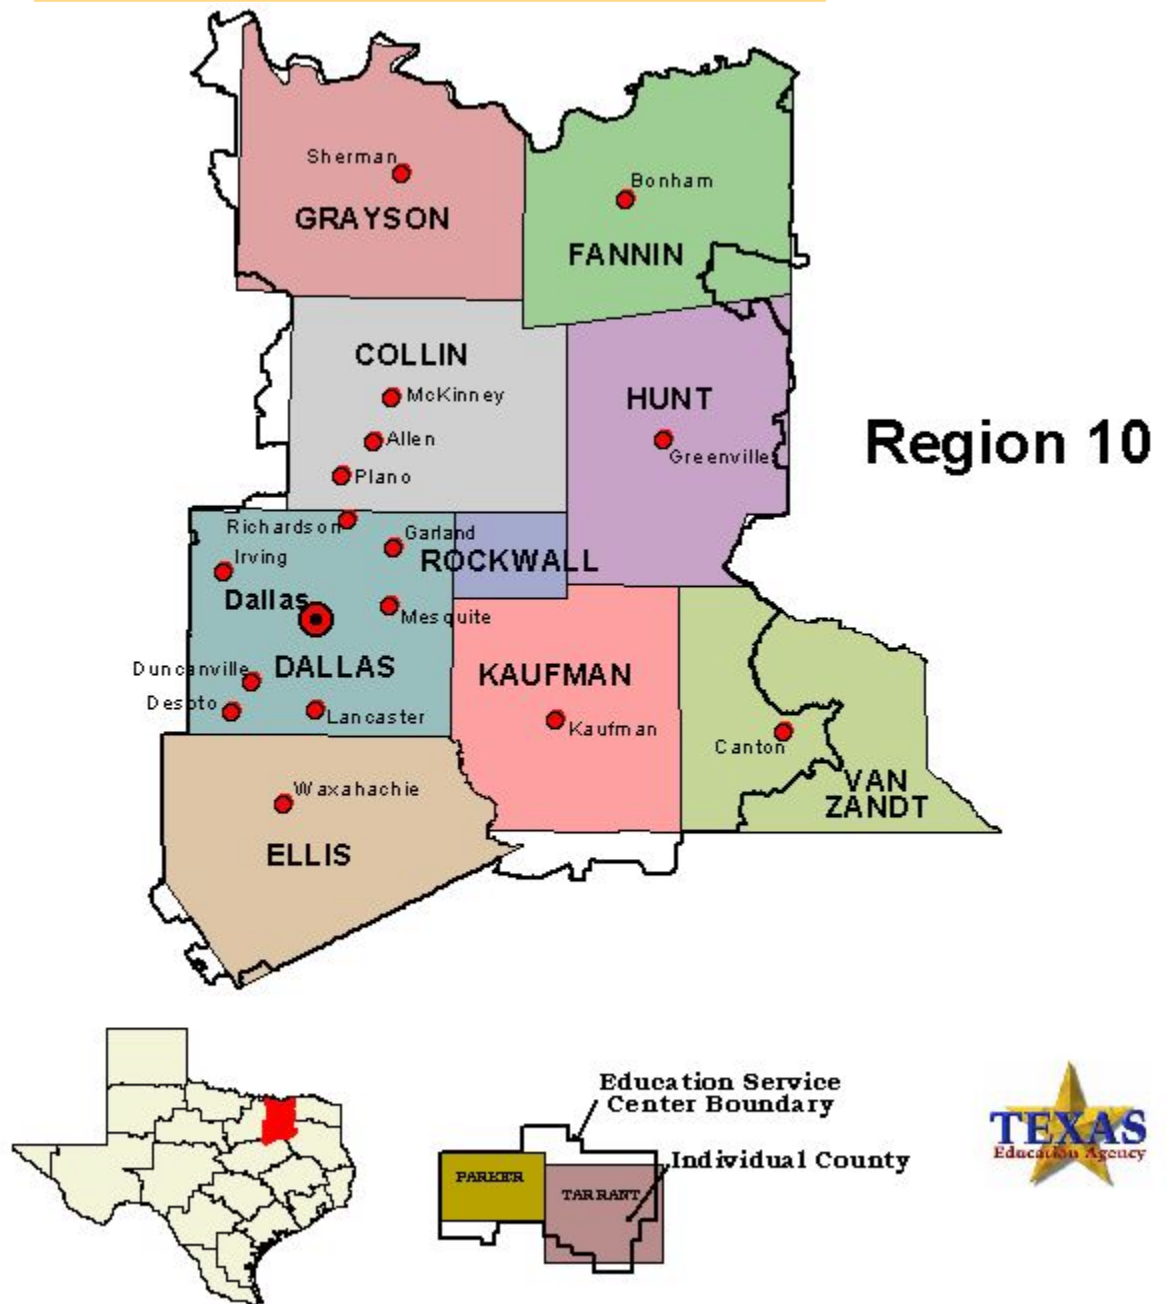 Sherman
GRAYSON
Bonham
FANNIN
COLLIN
McKinney
Allen
Plano
HUNT
Greenville
Region 10
Richardson
Garland
Irving
ROCKWALL
Dallas
Mesquite
Duncanville
DALLAS
Desoto
Lancaster
KAUFMAN
Kaufman
Canton
VAN
ZANDT
Waxahachie
ELLIS
Education Service
Center Boundary
Individual County
PARKER
TARRANT
TEXAS
Education Agency